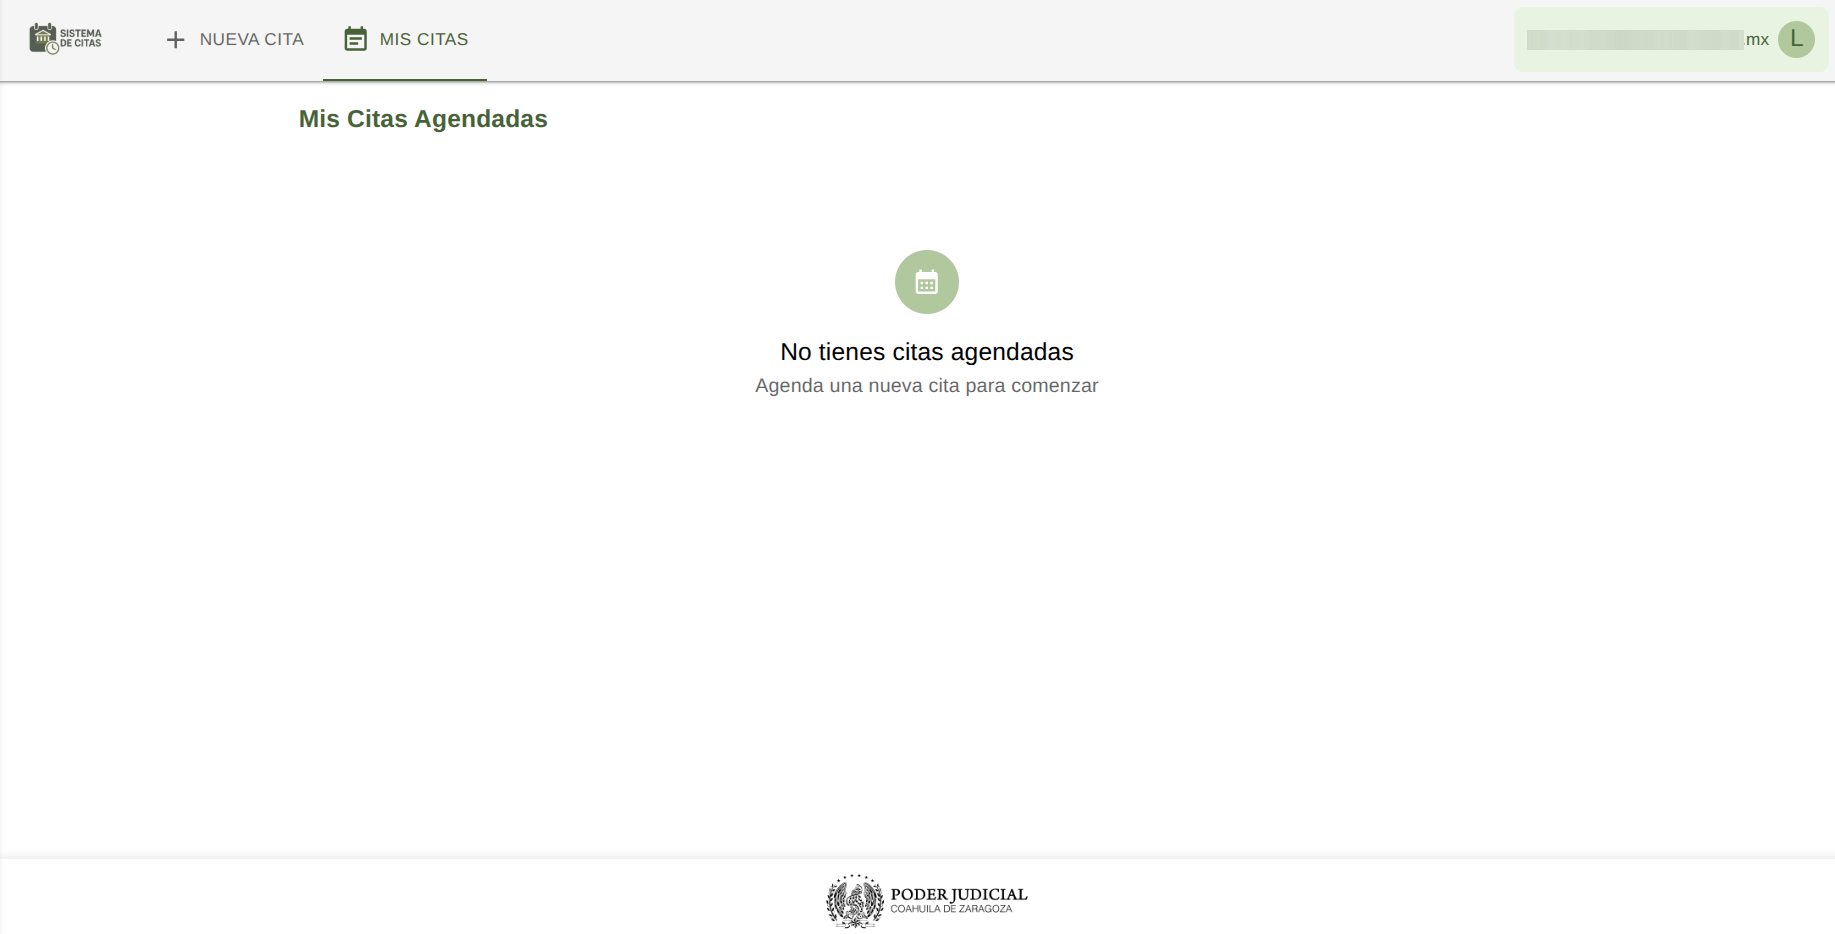 SISTEMA
DE CITAS
NUEVA CITA
MIS CITAS
.mx
L
Mis Citas Agendadas
No tienes citas agendadas
Agenda una nueva cita para comenzar
PODER JUDICIAL
COAHUILA DE ZARAGOZA